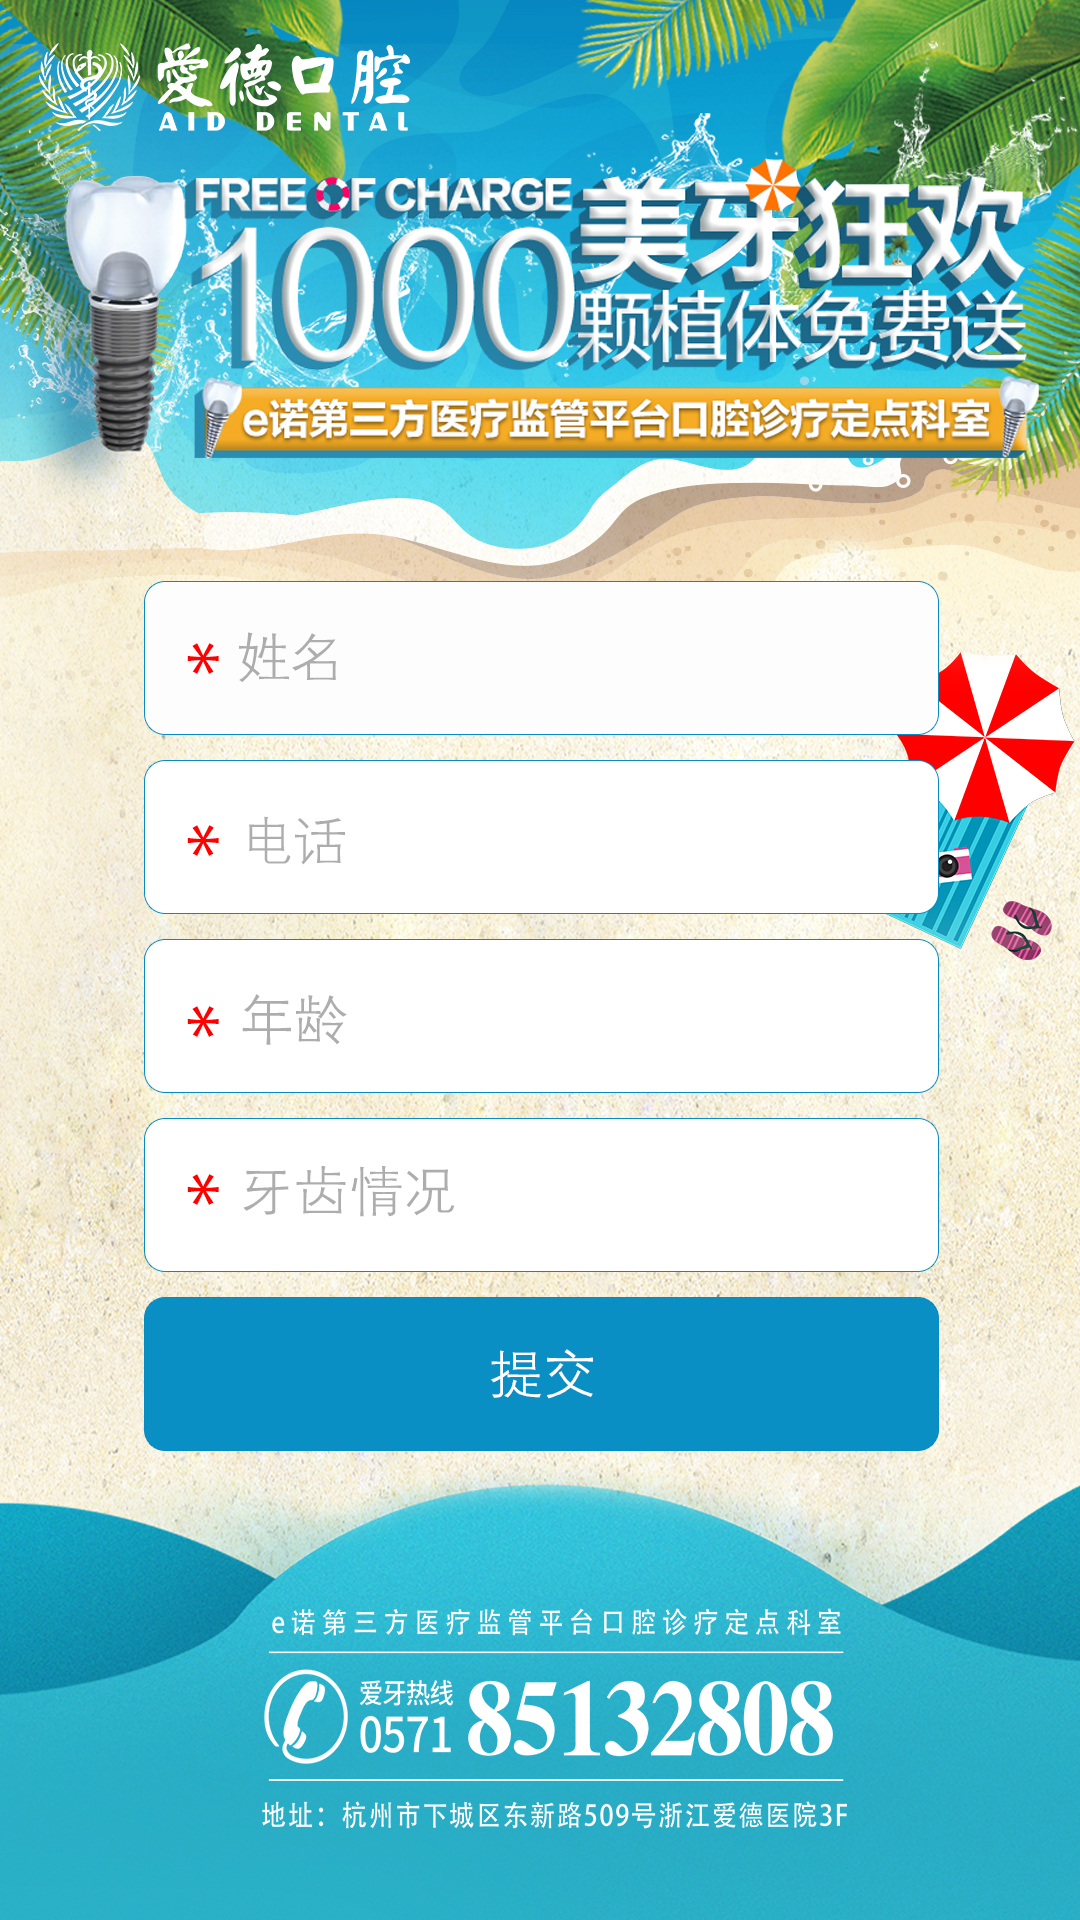 愛德口腔
AID DENTAL
FREE OF CHARGE
1000
美牙狂欢
颗植体免费送
e诺第三方医疗监管平台口腔诊疗定点科室
* 姓名
* 电话
* 年龄
* 牙齿情况
提交
e诺第三方医疗监管平台口腔诊疗定点科室
爱牙热线
0571 85132808
地址：杭州市下城区东新路509号浙江爱德医院3F